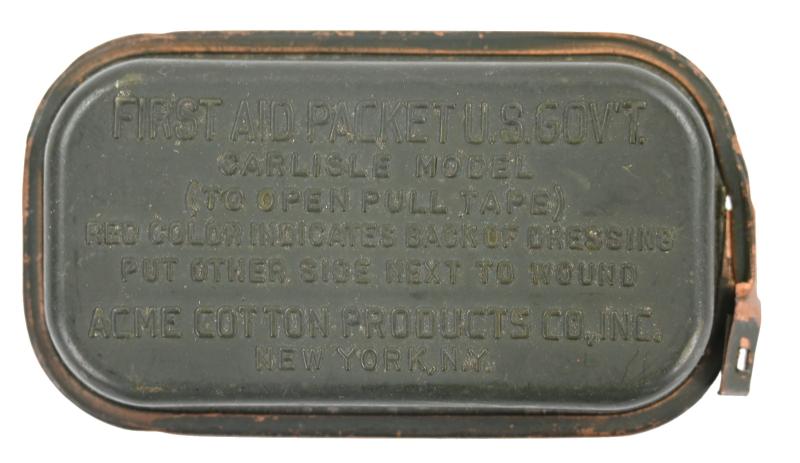 FIRST AID PACKET U.S. GOV'T.
CARLISLE MODEL
(TO OPEN PULL TAPE)
RED COLOR INDICATES BACK OF DRESSING
PUT OTHER SIDE NEXT TO WOUND
ACME COTTON PRODUCTS CO., INC.
NEW YORK, N.Y.